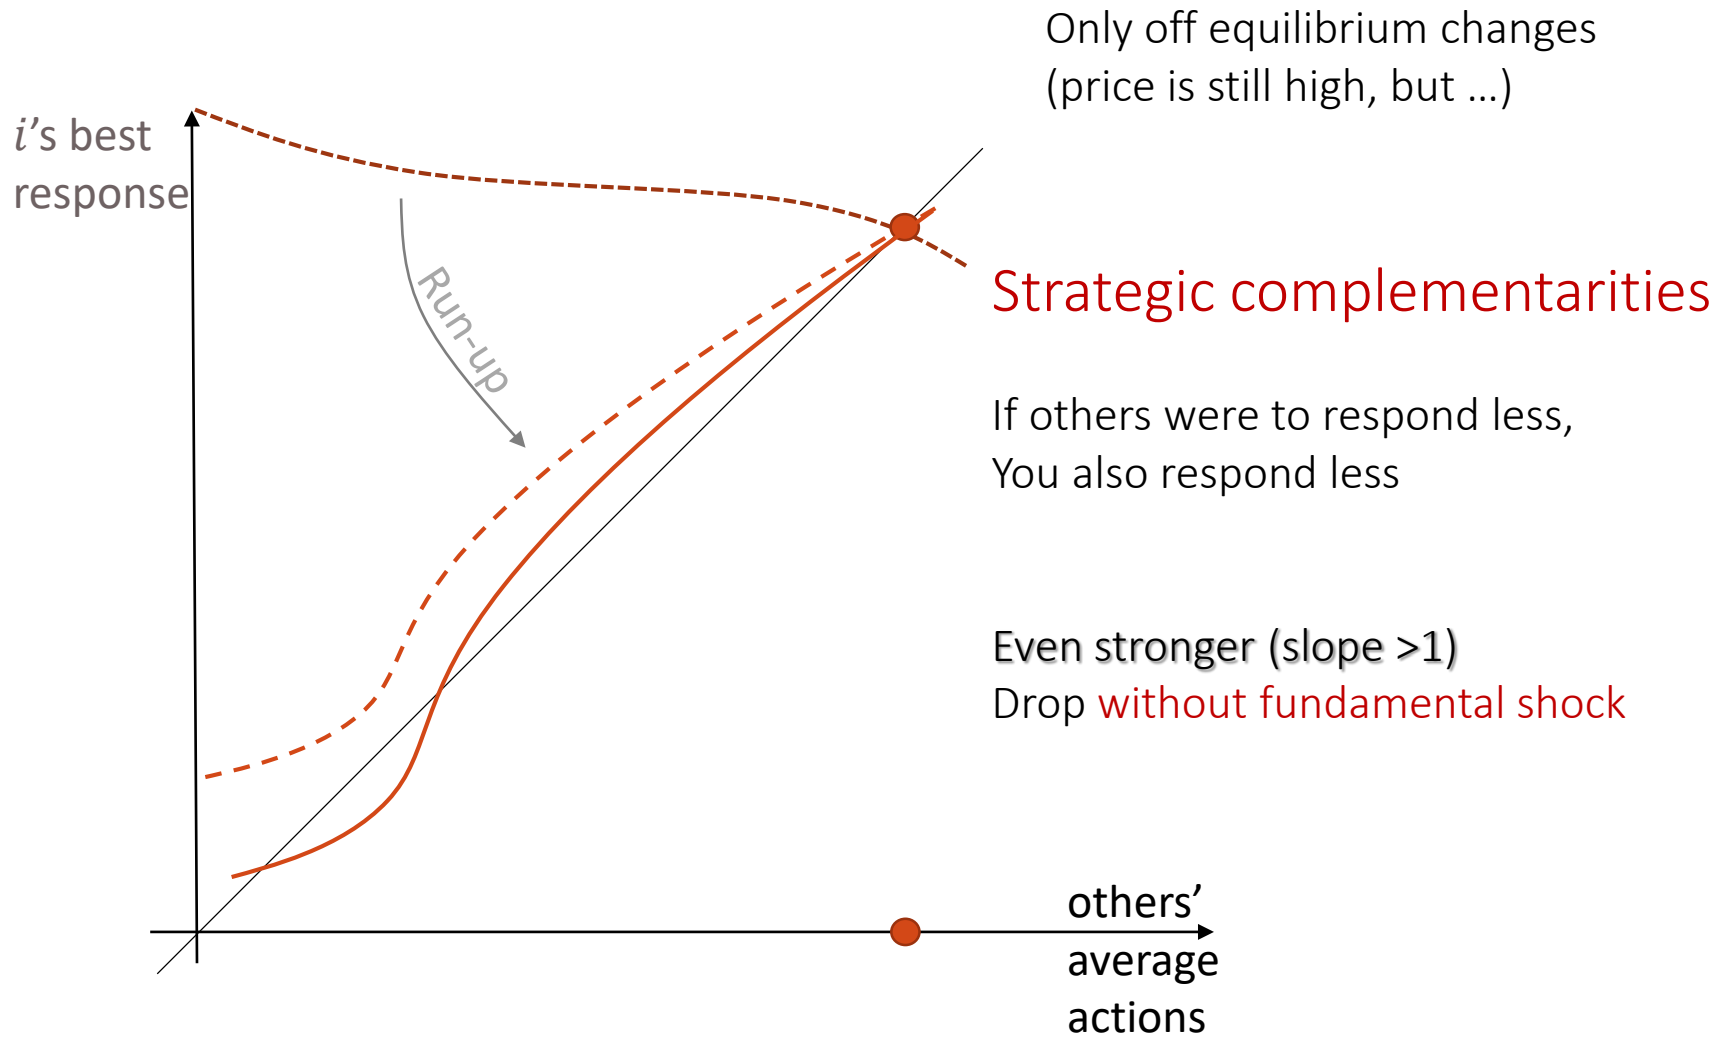 Only off equilibrium changes
(price is still high, but …)
i’s best
response
Run-up
Strategic complementarities
If others were to respond less,
You also respond less
Even stronger (slope >1)
Drop without fundamental shock
others’
average
actions